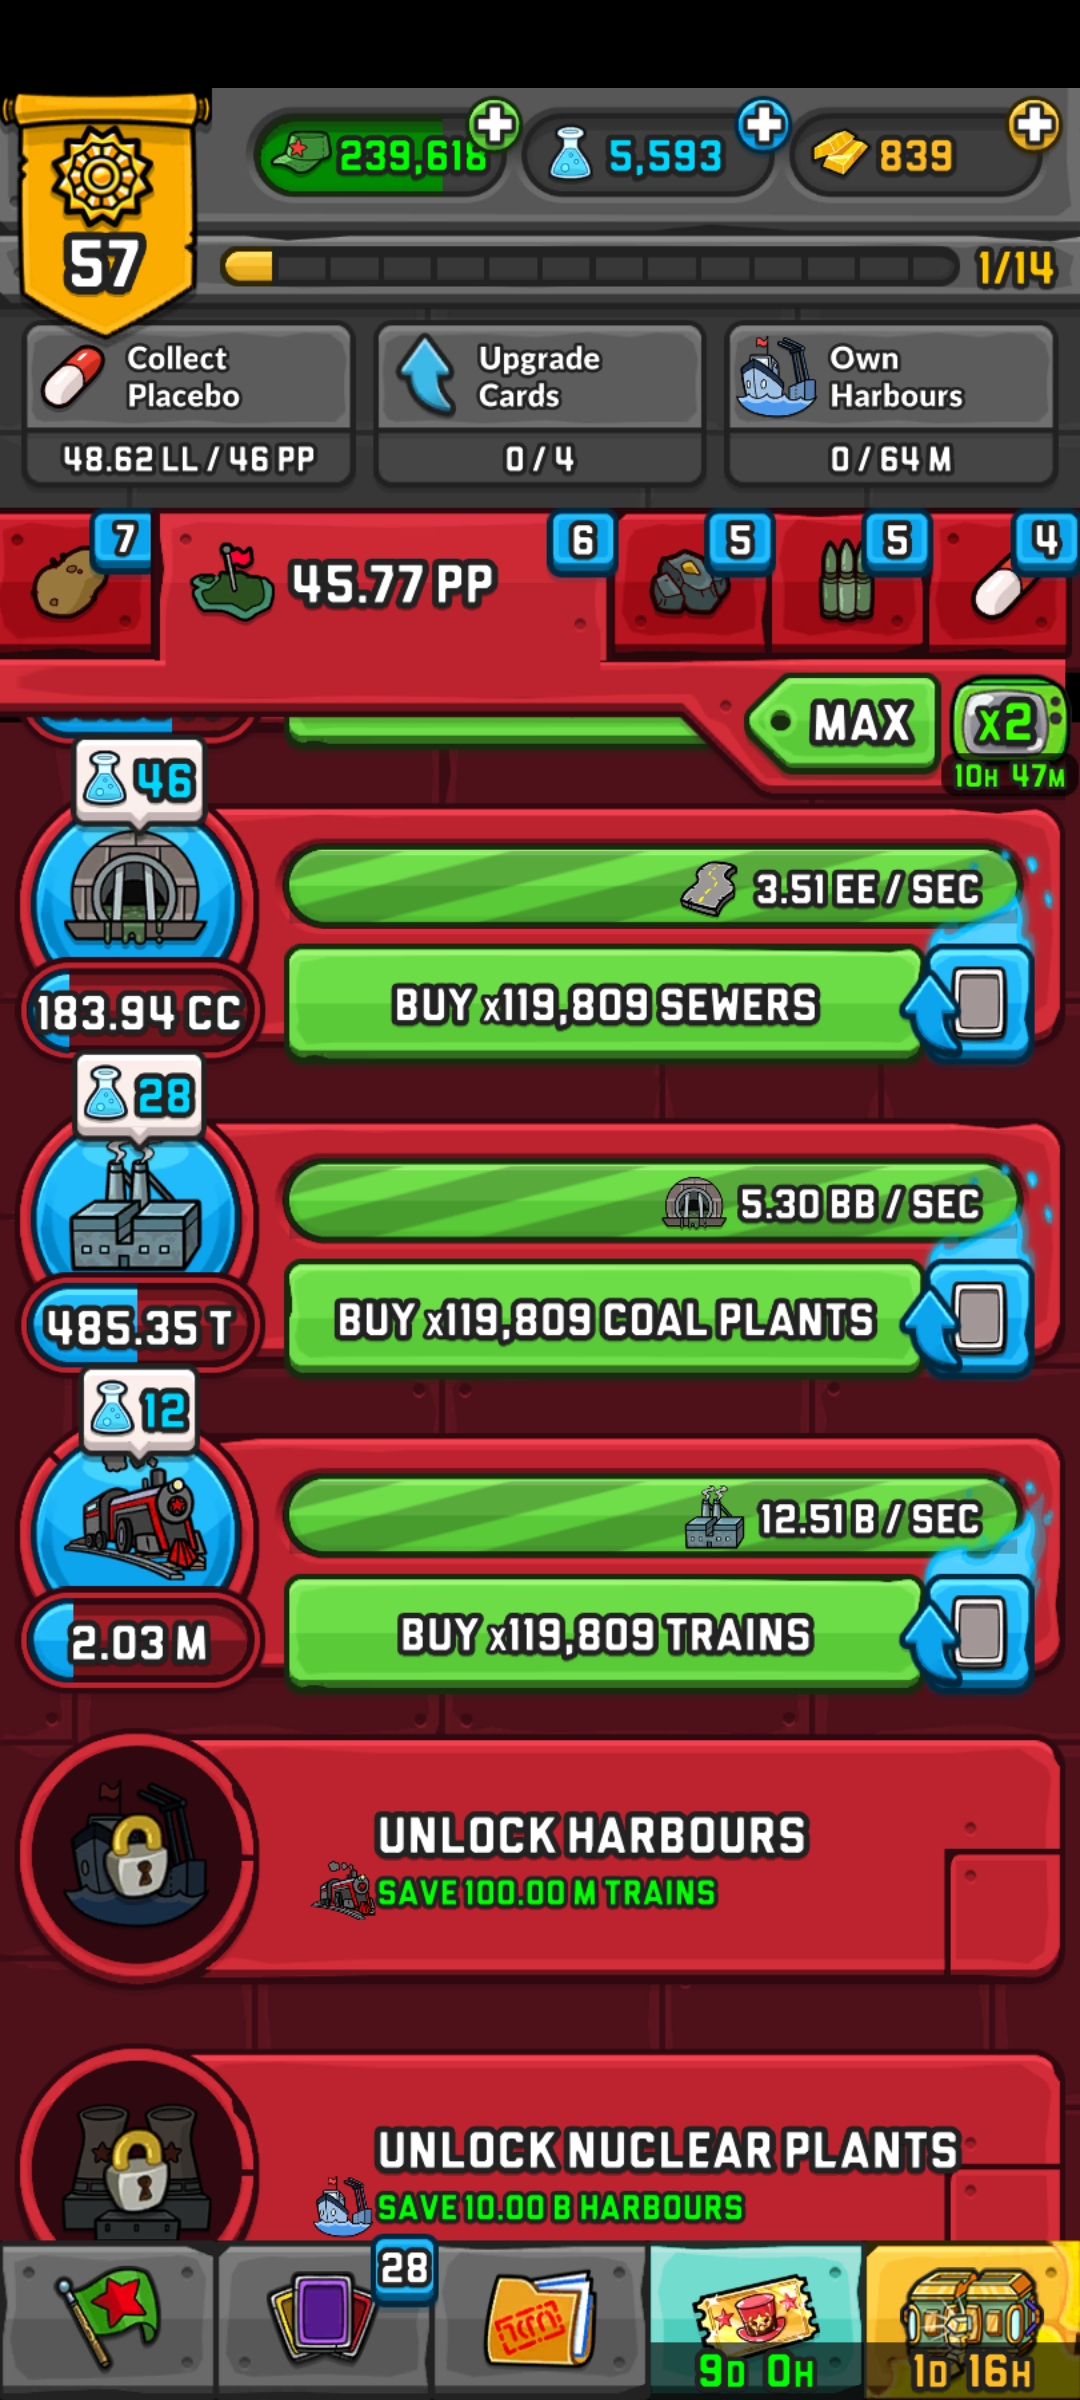 57
239,618
5,593
839
1/14
Collect
Placebo
48.62 LL / 46 PP
Upgrade
Cards
0 / 4
Own
Harbours
0 / 64 M
7
45.77 PP
6
5
5
4
MAX
x2
10H 47M
46
3.51 EE / SEC
183.94 CC
BUY x119,809 SEWERS
28
5.30 BB / SEC
485.35 T
BUY x119,809 COAL PLANTS
12
12.51 B / SEC
2.03 M
BUY x119,809 TRAINS
UNLOCK HARBOURS
SAVE 100.00 M TRAINS
UNLOCK NUCLEAR PLANTS
SAVE 10.00 B HARBOURS
28
9D 0H
1D 16H